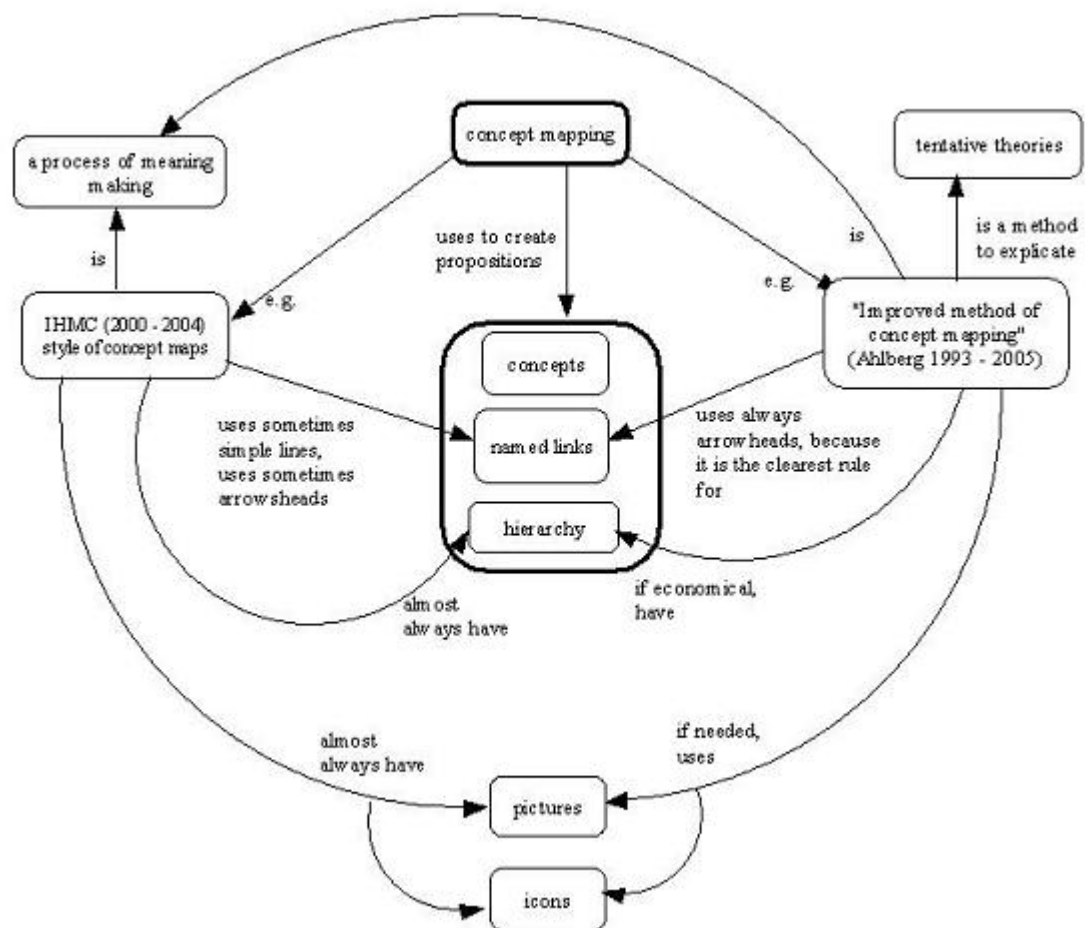 concept mapping
tentative theories
a process of meaning
making
uses to create
propositions
is
is a method
to explicate
is
e.g.
e.g.
IHMC (2000 - 2004)
style of concept maps
"Improved method of
concept mapping"
(Ahlberg 1993 - 2005)
concepts
named links
hierarchy
uses sometimes
simple lines,
uses sometimes
arrowsheads
uses always
arrowheads, because
it is the clearest rule
for
almost
always have
if economical,
have
almost
always have
if needed,
uses
pictures
icons